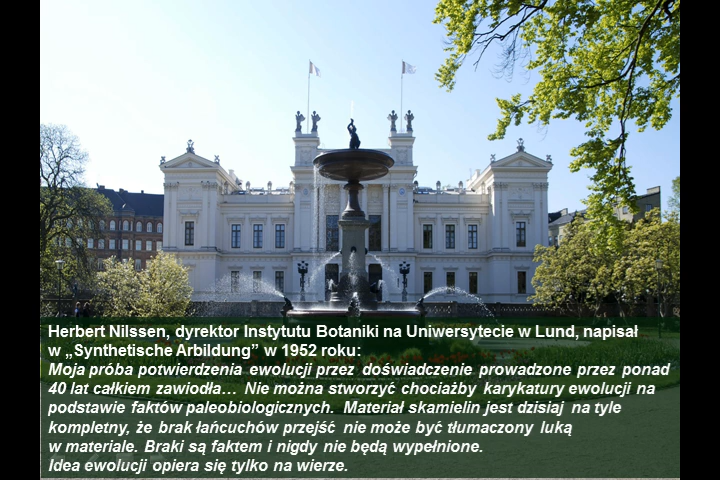 Herbert Nilssen, dyrektor Instytutu Botaniki na Uniwersytecie w Lund, napisał
w „Synthetische Arbildung” w 1952 roku:
Moja próba potwierdzenia ewolucji przez doświadczenie prowadzone przez ponad
40 lat całkiem zawiodła… Nie można stworzyć chociażby karykatury ewolucji na
podstawie faktów paleobiologicznych. Materiał skamielin jest dzisiaj na tyle
kompletny, że brak łańcuchów przejść nie może być tłumaczony luką
w materiale. Braki są faktem i nigdy nie będą wypełnione.
Idea ewolucji opiera się tylko na wierze.